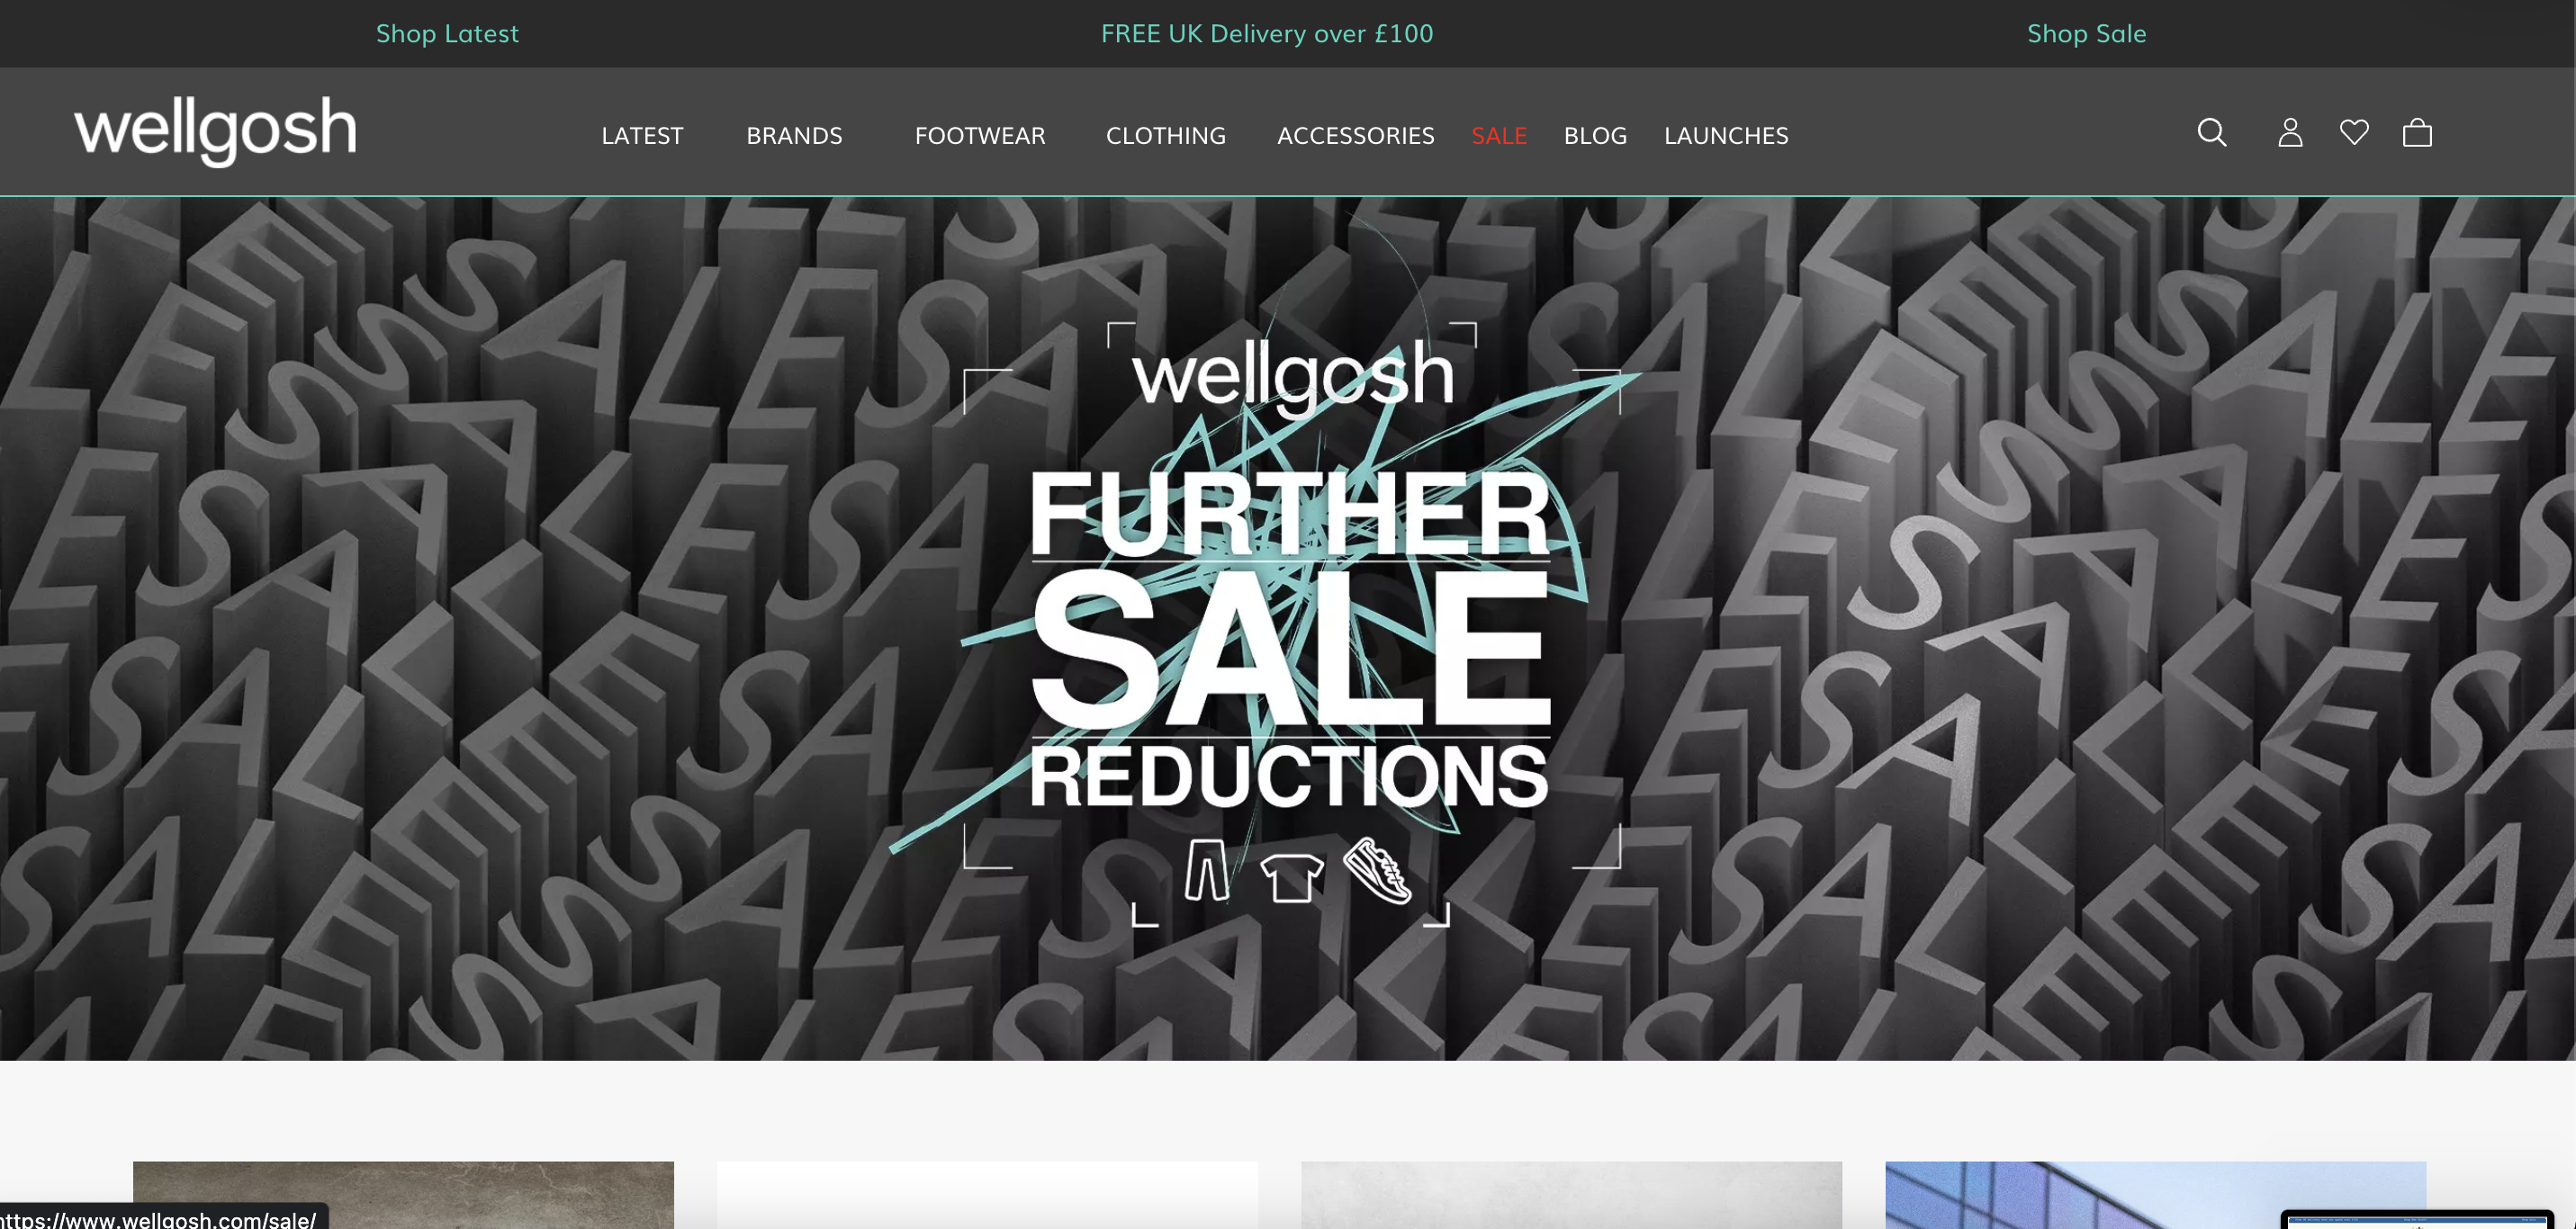 Shop Latest
FREE UK Delivery over £100
Shop Sale
wellgosh
LATEST
BRANDS
FOOTWEAR
CLOTHING
ACCESSORIES
SALE
BLOG
LAUNCHES
wellgosh
FURTHER
SALE
REDUCTIONS
https://www.wellgosh.com/sale/